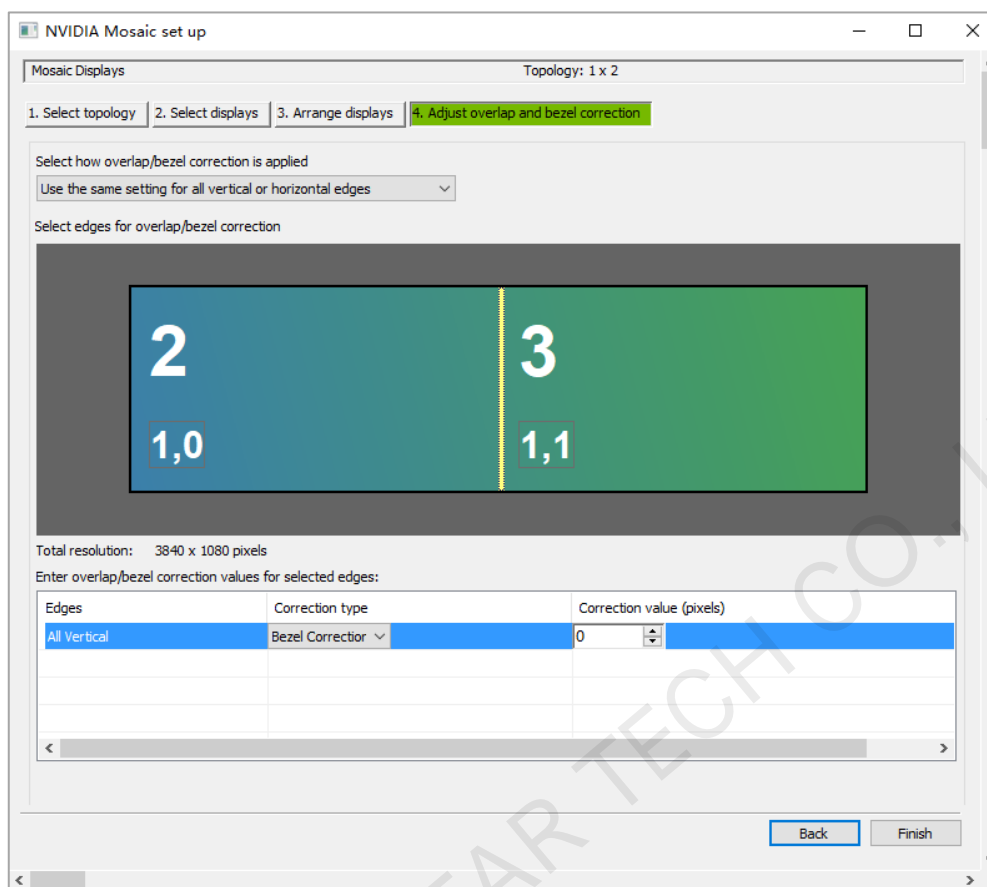 NVIDIA Mosaic set up
Mosaic Displays Topology: 1 x 2
1. Select topology 2. Select displays 3. Arrange displays 4. Adjust overlap and bezel correction
Select how overlap/bezel correction is applied
Use the same setting for all vertical or horizontal edges
Select edges for overlap/bezel correction
2 3
1,0 1,1
Total resolution: 3840 x 1080 pixels
Enter overlap/bezel correction values for selected edges:
Edges Correction type Correction value (pixels)
All Vertical Bezel Correction 0
Back Finish
TECH CO.,